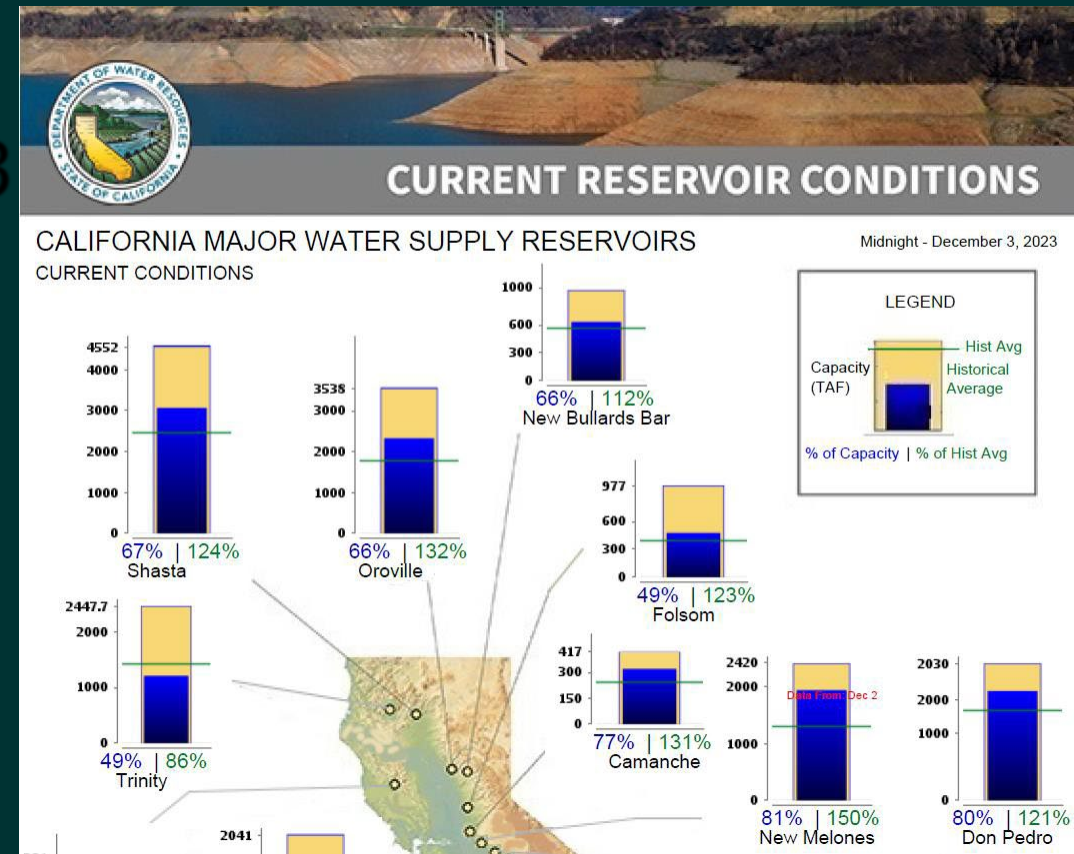 DEPARTMENT OF WATER RESOURCES
STATE OF CALIFORNIA
CURRENT RESERVOIR CONDITIONS
CALIFORNIA MAJOR WATER SUPPLY RESERVOIRS
CURRENT CONDITIONS
Midnight - December 3, 2023
LEGEND
Hist Avg
Capacity
(TAF)
Historical
Average
% of Capacity | % of Hist Avg
1000
600
300
0
66% | 112%
New Bullards Bar
4552
4000
3000
2000
1000
0
67% | 124%
Shasta
3538
3000
2000
1000
0
66% | 132%
Oroville
977
600
300
0
49% | 123%
Folsom
2447.7
2000
1000
0
49% | 86%
Trinity
417
300
150
0
77% | 131%
Camanche
2420
2000
Data From: Dec 2
1000
0
81% | 150%
New Melones
2030
2000
1000
0
80% | 121%
Don Pedro
2041